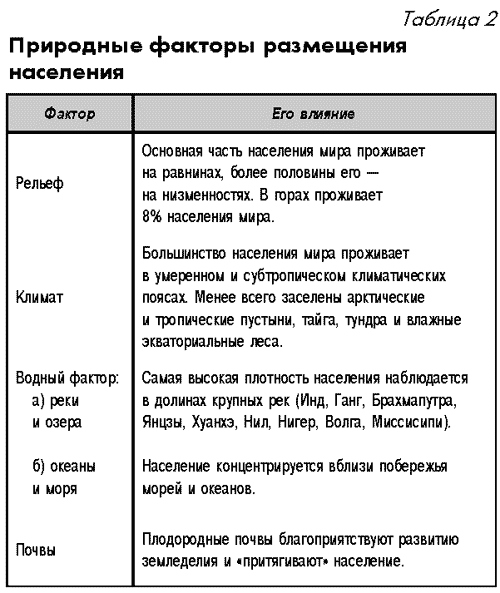 Таблица 2
Природные факторы размещения
населения
Фактор
Его влияние
Рельеф
Основная часть населения мира проживает
на равнинах, более половины его —
на низменностях. В горах проживает
8% населения мира.
Климат
Большинство населения мира проживает
в умеренном и субтропическом климатических
поясах. Менее всего заселены арктические
и тропические пустыни, тайга, тундра и влажные
экваториальные леса.
Водный фактор:
а) реки
и озера
Самая высокая плотность населения наблюдается
в долинах крупных рек (Инд, Ганг, Брахмапутра,
Янцзы, Хуанхэ, Нил, Нигер, Волга, Миссисипи).
б) океаны
и моря
Население концентрируется вблизи побережья
морей и океанов.
Почвы
Плодородные почвы благоприятствуют развитию
земледелия и «притягивают» население.